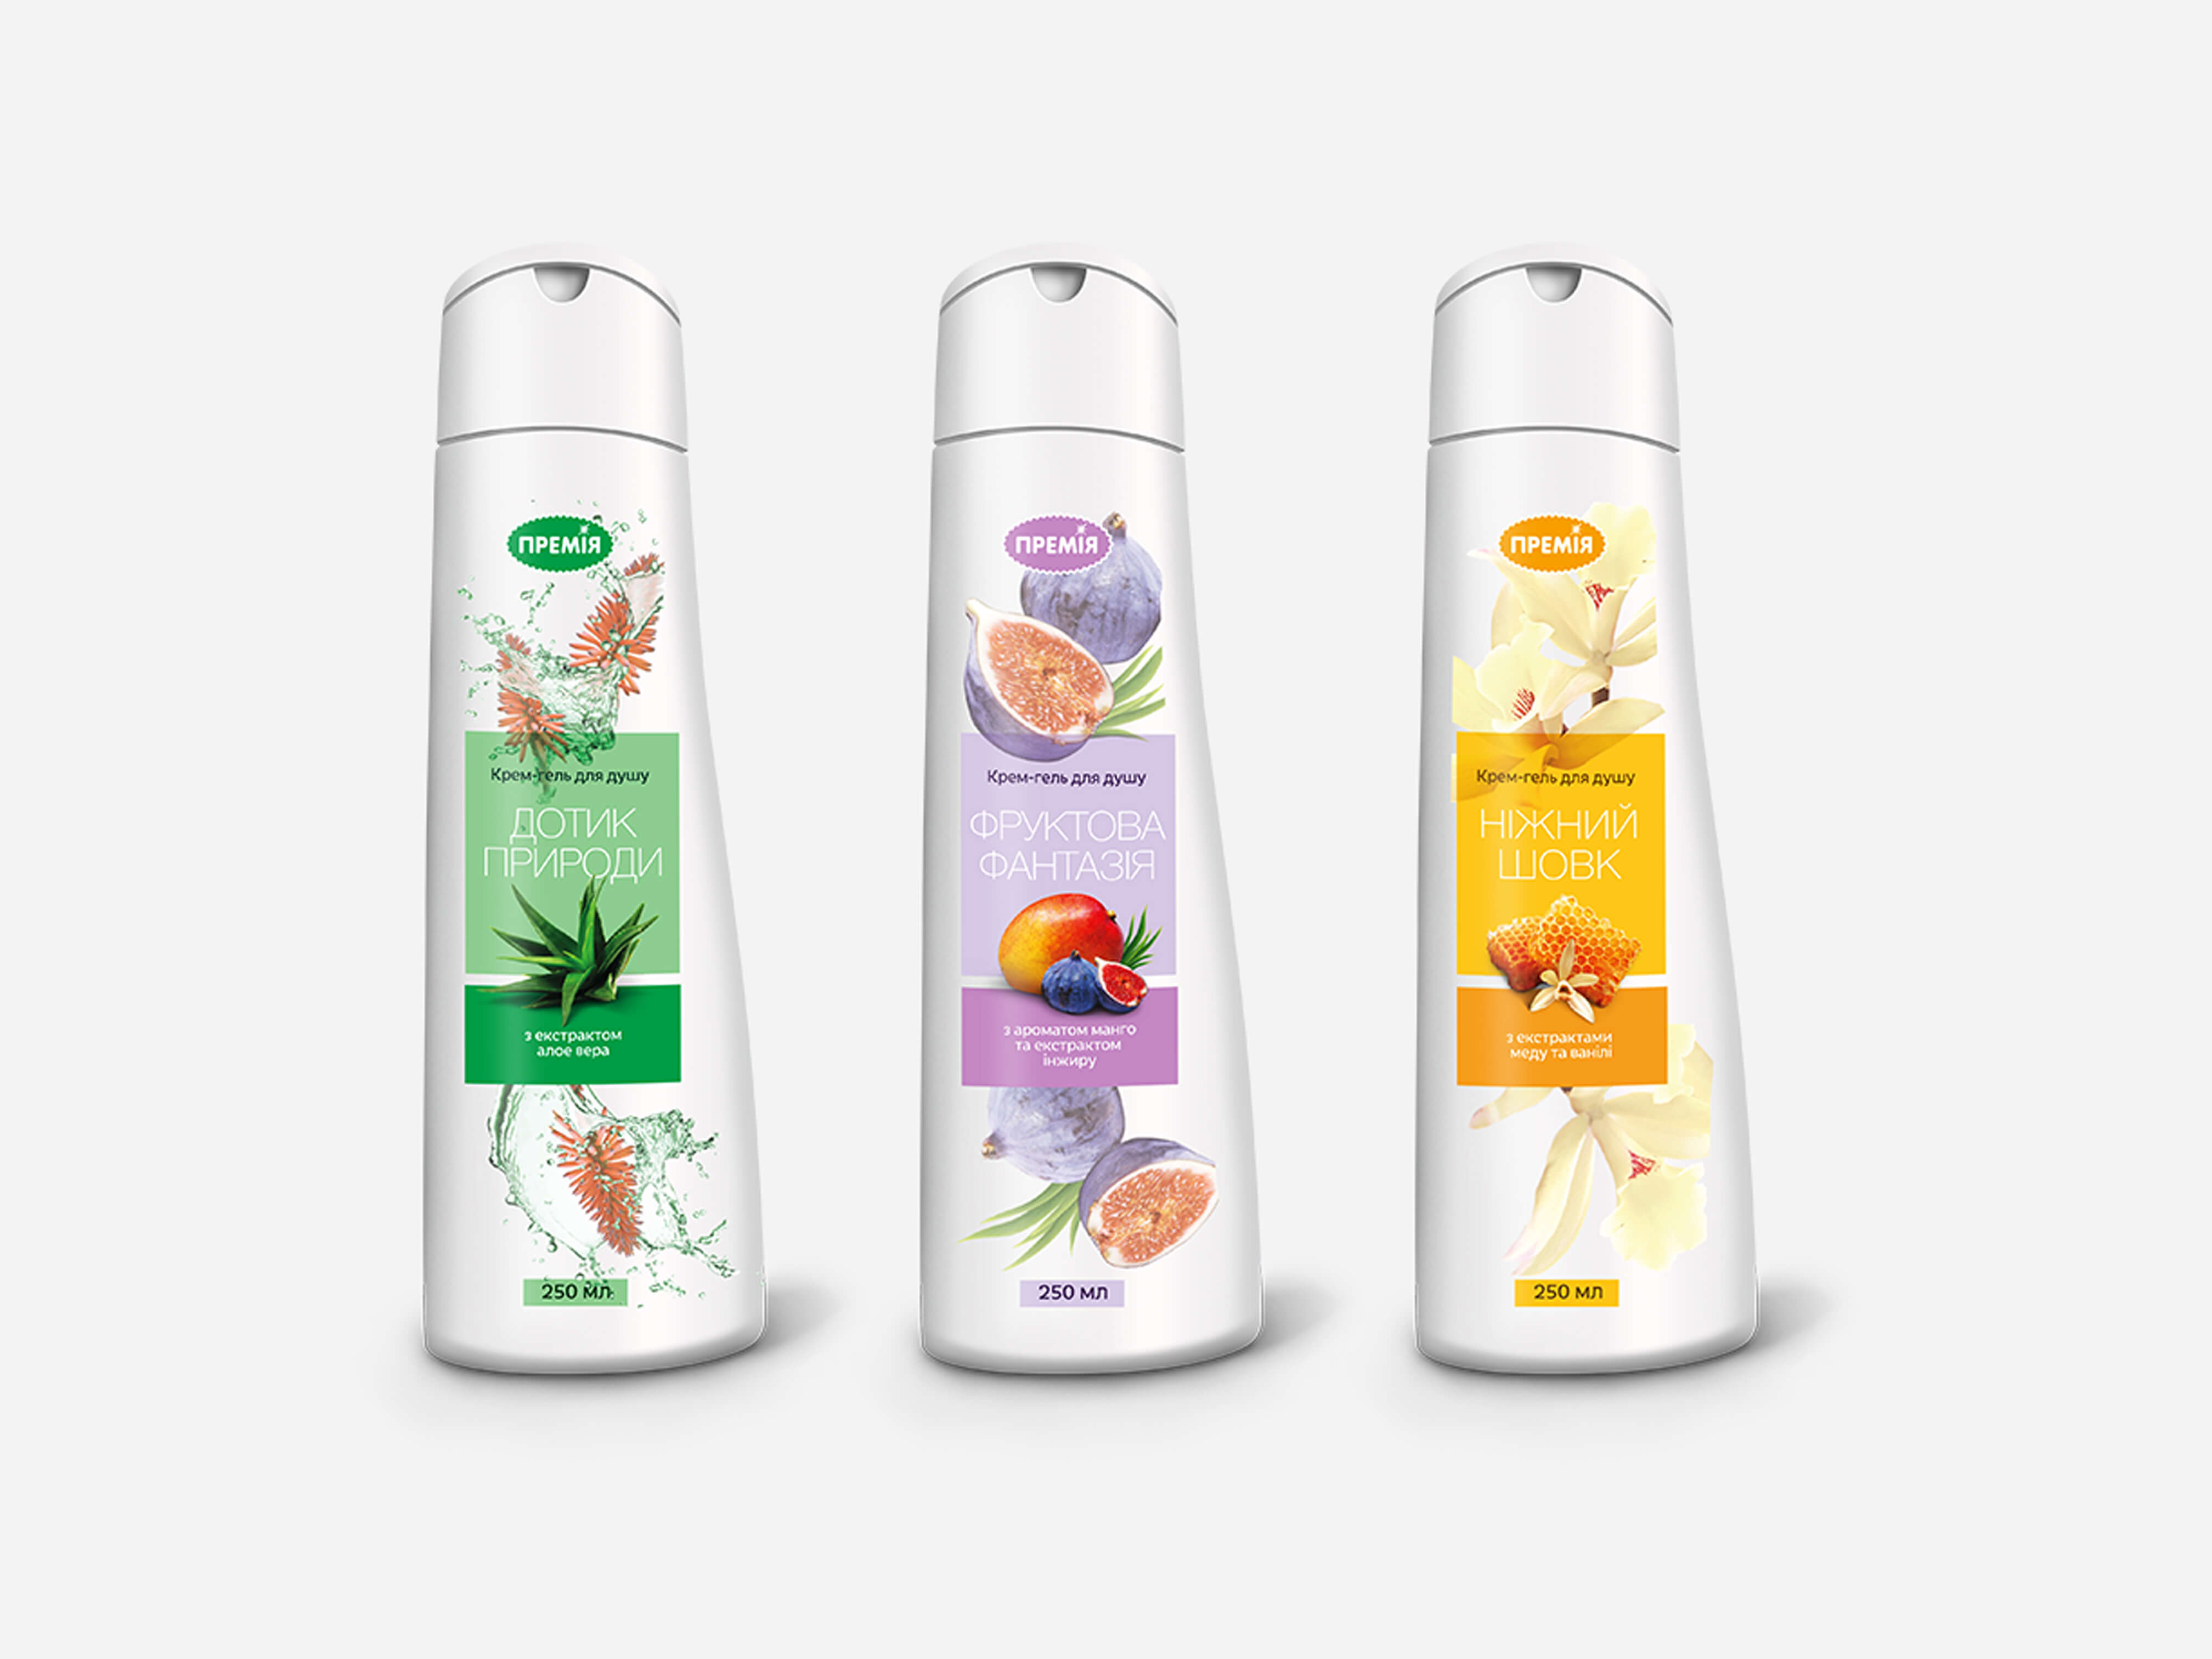 ПРЕМІЯ
Крем-гель для душу
ДОТИК
ПРИРОДИ
з екстрактом
алое вера
250 мл
ПРЕМІЯ
Крем-гель для душу
ФРУКТОВА
ФАНТАЗІЯ
з ароматом манго
та екстрактом
інжиру
250 мл
ПРЕМІЯ
Крем-гель для душу
НІЖНИЙ
ШОВК
з екстрактами
меду та ванілі
250 мл